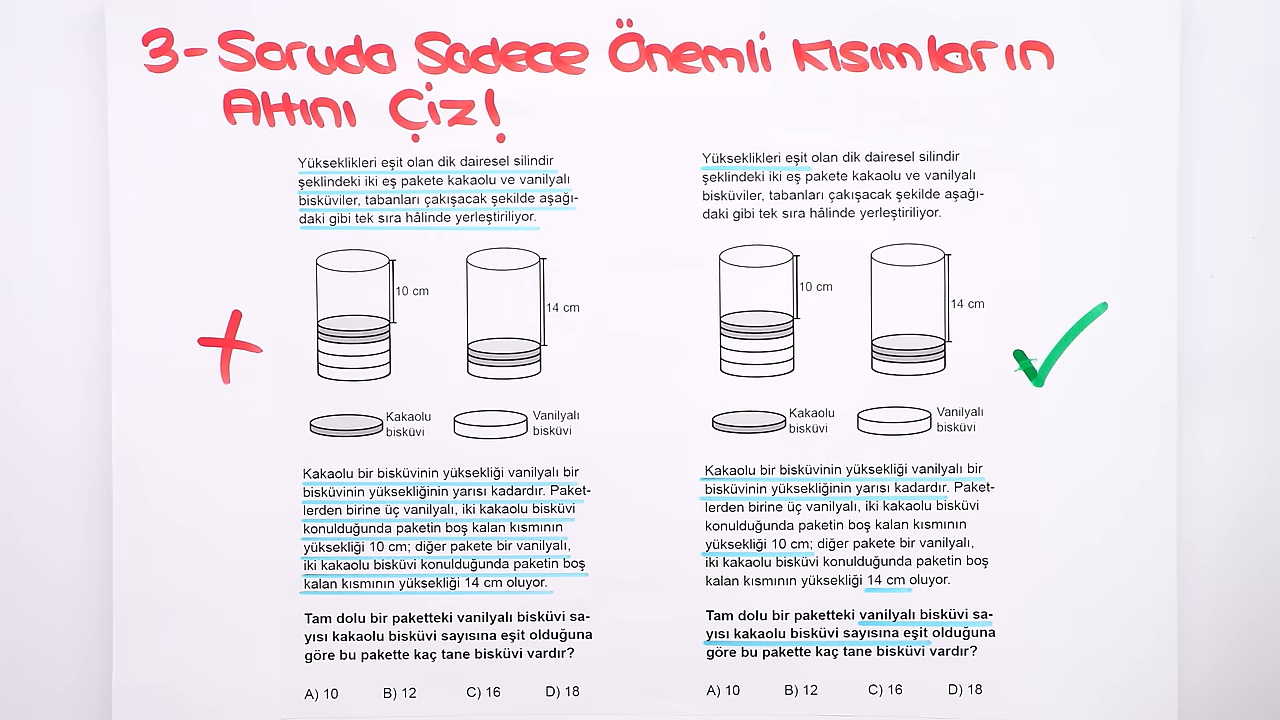 3- Soruda Sadece Önemli Kısımların
Altını Çiz!
Yükseklikleri eşit olan dik dairesel silindir
şeklindeki iki eş pakete kakaolu ve vanilyalı
bisküviler, tabanları çakışacak şekilde aşağı-
daki gibi tek sıra hâlinde yerleştiriliyor.
10 cm
14 cm
Kakaolu
bisküvi
Vanilyalı
bisküvi
Kakaolu bir bisküvinin yüksekliği vanilyalı bir
bisküvinin yüksekliğinin yarısı kadardır. Paket-
lerden birine üç vanilyalı, iki kakaolu bisküvi
konulduğunda paketin boş kalan kısmının
yüksekliği 10 cm; diğer pakete bir vanilyalı,
iki kakaolu bisküvi konulduğunda paketin boş
kalan kısmının yüksekliği 14 cm oluyor.
Tam dolu bir paketteki vanilyalı bisküvi sa-
yısı kakaolu bisküvi sayısına eşit olduğuna
göre bu pakette kaç tane bisküvi vardır?
A) 10 B) 12 C) 16 D) 18
Yükseklikleri eşit olan dik dairesel silindir
şeklindeki iki eş pakete kakaolu ve vanilyalı
bisküviler, tabanları çakışacak şekilde aşağı-
daki gibi tek sıra hâlinde yerleştiriliyor.
10 cm
14 cm
Kakaolu
bisküvi
Vanilyalı
bisküvi
Kakaolu bir bisküvinin yüksekliği vanilyalı bir
bisküvinin yüksekliğinin yarısı kadardır. Paket-
lerden birine üç vanilyalı, iki kakaolu bisküvi
konulduğunda paketin boş kalan kısmının
yüksekliği 10 cm; diğer pakete bir vanilyalı,
iki kakaolu bisküvi konulduğunda paketin boş
kalan kısmının yüksekliği 14 cm oluyor.
Tam dolu bir paketteki vanilyalı bisküvi sa-
yısı kakaolu bisküvi sayısına eşit olduğuna
göre bu pakette kaç tane bisküvi vardır?
A) 10 B) 12 C) 16 D) 18